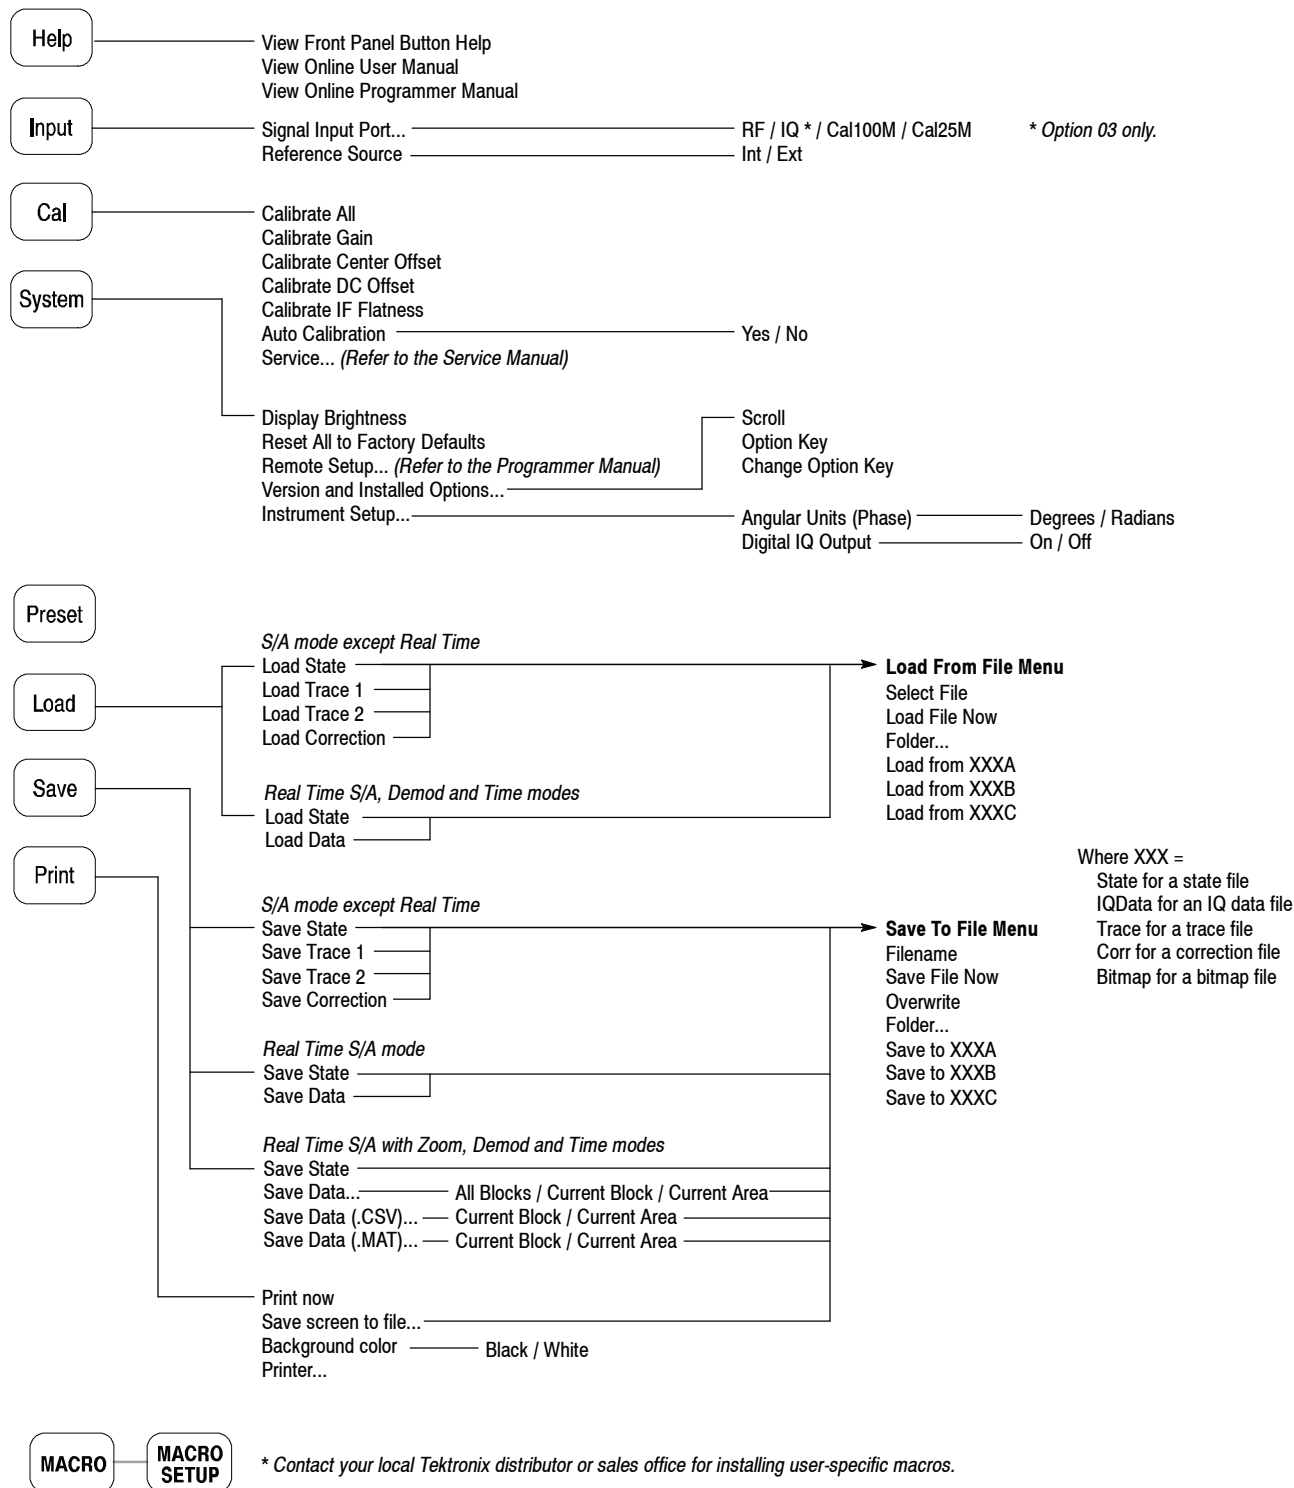 Help
View Front Panel Button Help
View Online User Manual
View Online Programmer Manual
Input
Signal Input Port... RF / IQ * / Cal100M / Cal25M * Option 03 only.
Reference Source Int / Ext
Cal
Calibrate All
Calibrate Gain
Calibrate Center Offset
Calibrate DC Offset
Calibrate IF Flatness
Auto Calibration Yes / No
Service... (Refer to the Service Manual)
System
Display Brightness
Reset All to Factory Defaults
Remote Setup... (Refer to the Programmer Manual)
Version and Installed Options...
Scroll
Option Key
Change Option Key
Instrument Setup...
Angular Units (Phase) Degrees / Radians
Digital IQ Output On / Off
Preset
Load
S/A mode except Real Time
Load State
Load Trace 1
Load Trace 2
Load Correction
Real Time S/A, Demod and Time modes
Load State
Load Data
Load From File Menu
Select File
Load File Now
Folder...
Load from XXXA
Load from XXXB
Load from XXXC
Where XXX =
State for a state file
IQData for an IQ data file
Trace for a trace file
Corr for a correction file
Bitmap for a bitmap file
Save
S/A mode except Real Time
Save State
Save Trace 1
Save Trace 2
Save Correction
Real Time S/A mode
Save State
Save Data
Real Time S/A with Zoom, Demod and Time modes
Save State
Save Data... All Blocks / Current Block / Current Area
Save Data (.CSV)... Current Block / Current Area
Save Data (.MAT)... Current Block / Current Area
Save To File Menu
Filename
Save File Now
Overwrite
Folder...
Save to XXXA
Save to XXXB
Save to XXXC
Print
Print now
Save screen to file...
Background color Black / White
Printer...
MACRO
MACRO
SETUP
* Contact your local Tektronix distributor or sales office for installing user-specific macros.